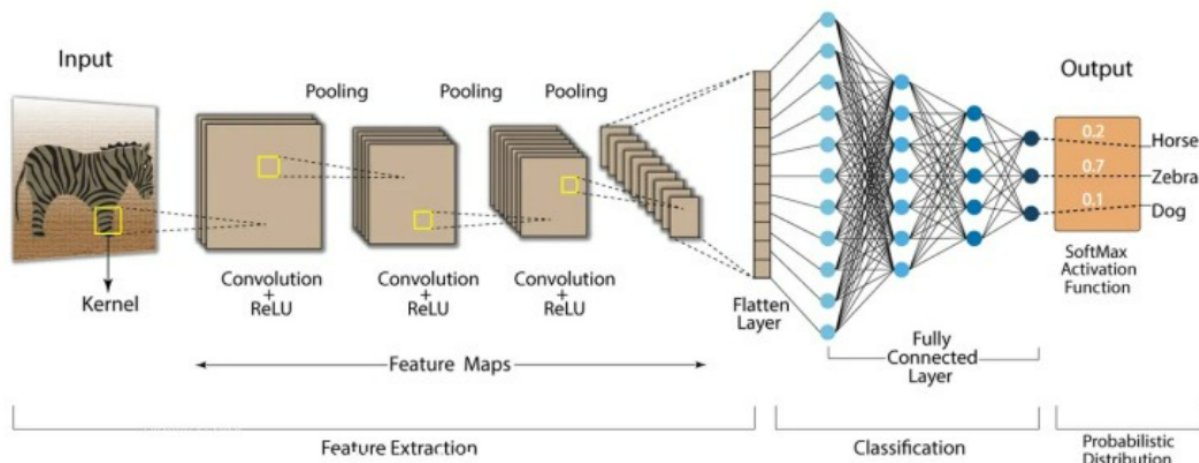 Input
Kernel
Pooling
Pooling
Pooling
Convolution
+
ReLU
Convolution
+
ReLU
Convolution
+
ReLU
Feature Maps
Flatten
Layer
Fully
Connected
Layer
Output
0.2
0.7
0.1
Horse
Zebra
Dog
SoftMax
Activation
Function
Feature Extraction
Classification
Probabilistic
Distribution